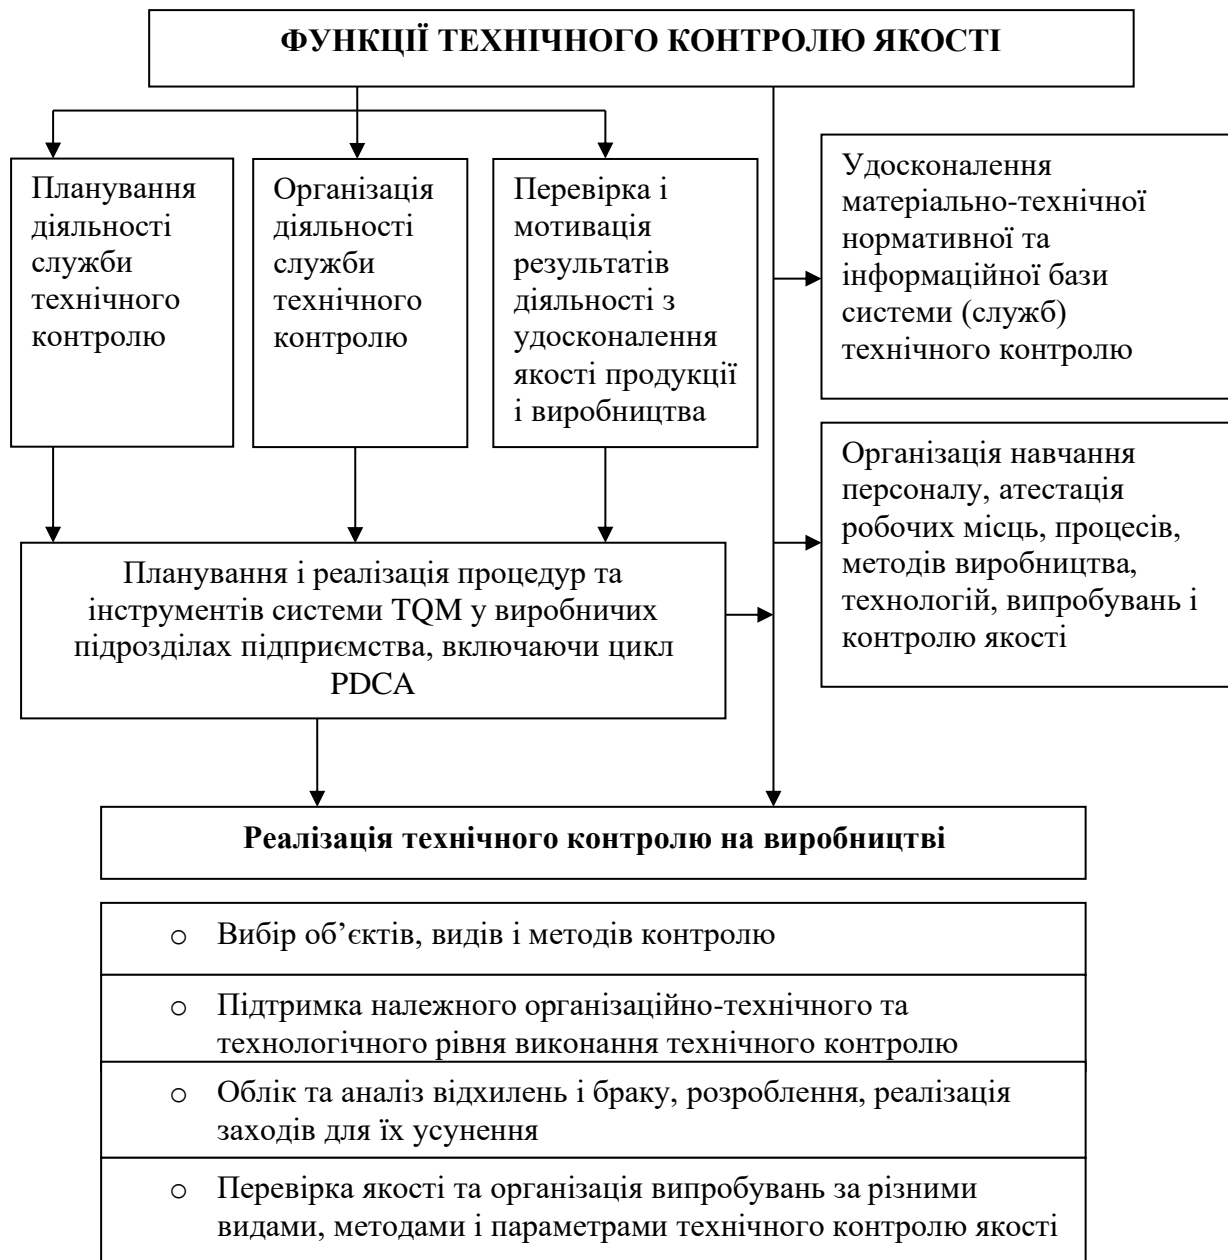 ФУНКЦІЇ ТЕХНІЧНОГО КОНТРОЛЮ ЯКОСТІ
Планування
діяльності
служби
технічного
контролю
Організація
діяльності
служби
технічного
контролю
Перевірка і
мотивація
результатів
діяльності з
удосконалення
якості продукції
і виробництва
Удосконалення
матеріально-технічної
нормативної та
інформаційної бази
системи (служб)
технічного контролю
Організація навчання
персоналу, атестація
робочих місць, процесів,
методів виробництва,
технологій, випробувань і
контролю якості
Планування і реалізація процедур та
інструментів системи TQM у виробничих
підрозділах підприємства, включаючи цикл
PDCA
Реалізація технічного контролю на виробництві
o Вибір об’єктів, видів і методів контролю
o Підтримка належного організаційно-технічного та
технологічного рівня виконання технічного контролю
o Облік та аналіз відхилень і браку, розроблення, реалізація
заходів для їх усунення
o Перевірка якості та організація випробувань за різними
видами, методами і параметрами технічного контролю якості